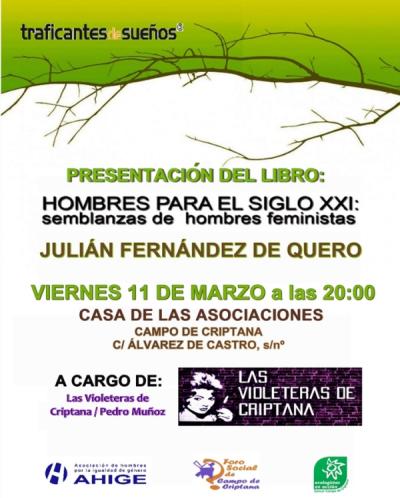 traficantes de sueños
PRESENTACIÓN DEL LIBRO:
HOMBRES PARA EL SIGLO XXI:
semblanzas de hombres feministas
JULIÁN FERNÁNDEZ DE QUERO
VIERNES 11 DE MARZO a las 20:00
CASA DE LAS ASOCIACIONES
CAMPO DE CRIPTANA
C/ ÁLVAREZ DE CASTRO, s/nº
A CARGO DE:
Las Violeteras de
Criptana / Pedro Muñoz
LAS
VIOLETERAS DE
CRIPTANA
Asociación de hombres
por la igualdad de género
AHIGE
Foro
Social
de
Campo de
Criptana
ecologistas
en acción